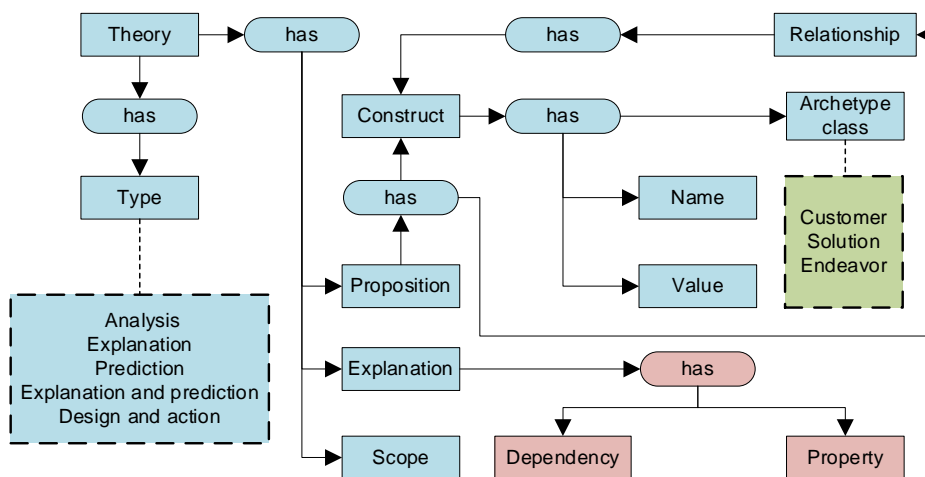 Theory
has
has
Relationship
has
Construct
has
Archetype
class
Type
has
Name
Customer
Solution
Endeavor
Proposition
Value
Analysis
Explanation
Prediction
Explanation and prediction
Design and action
Explanation
has
Scope
Dependency
Property